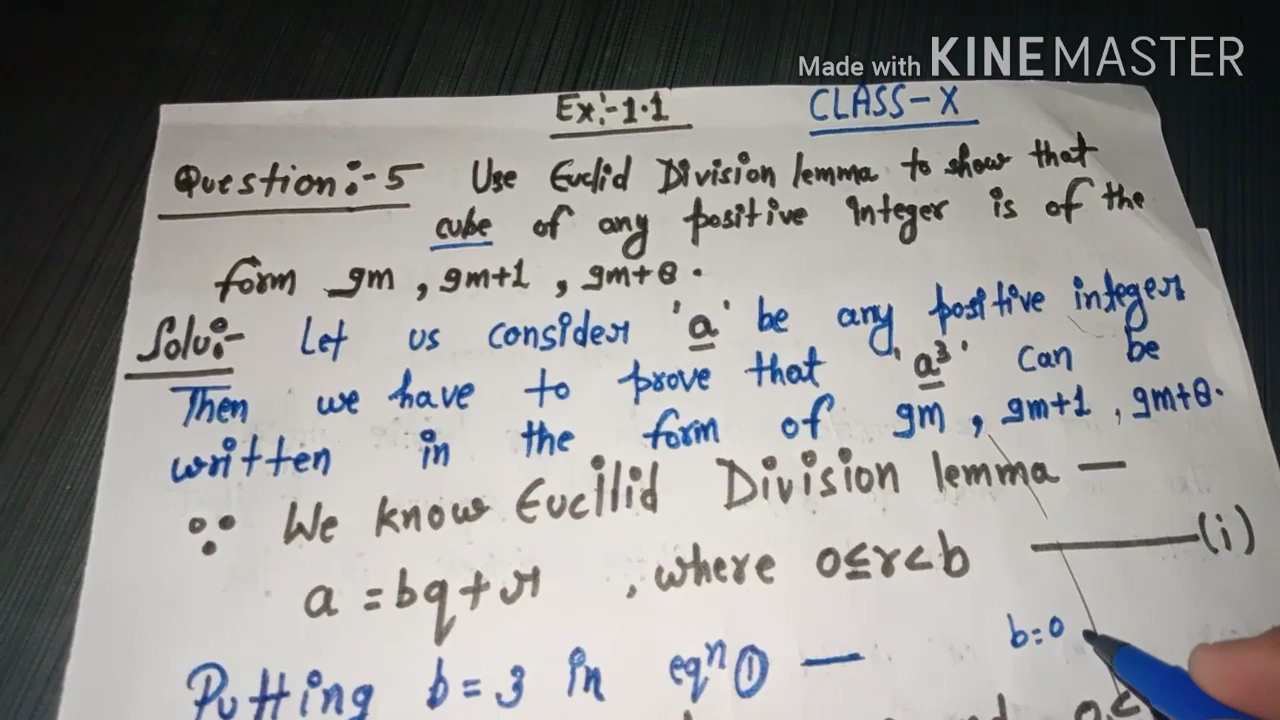 Made with KINEMASTER
Ex:-1.1 CLASS-X
Question:-5 Use Euclid Division lemma to show that
cube of any positive integer is of the
form 9m, 9m+1, 9m+8.
Solu:- Let us consider 'a' be any positive integer
Then we have to prove that 'a³' can be
written in the form of 9m, 9m+1, 9m+8.
∵ We know Eucilid Division lemma —
a = bq+r , where 0≤r<b ——(i)
b=0
Putting b=3 in eqⁿ① —